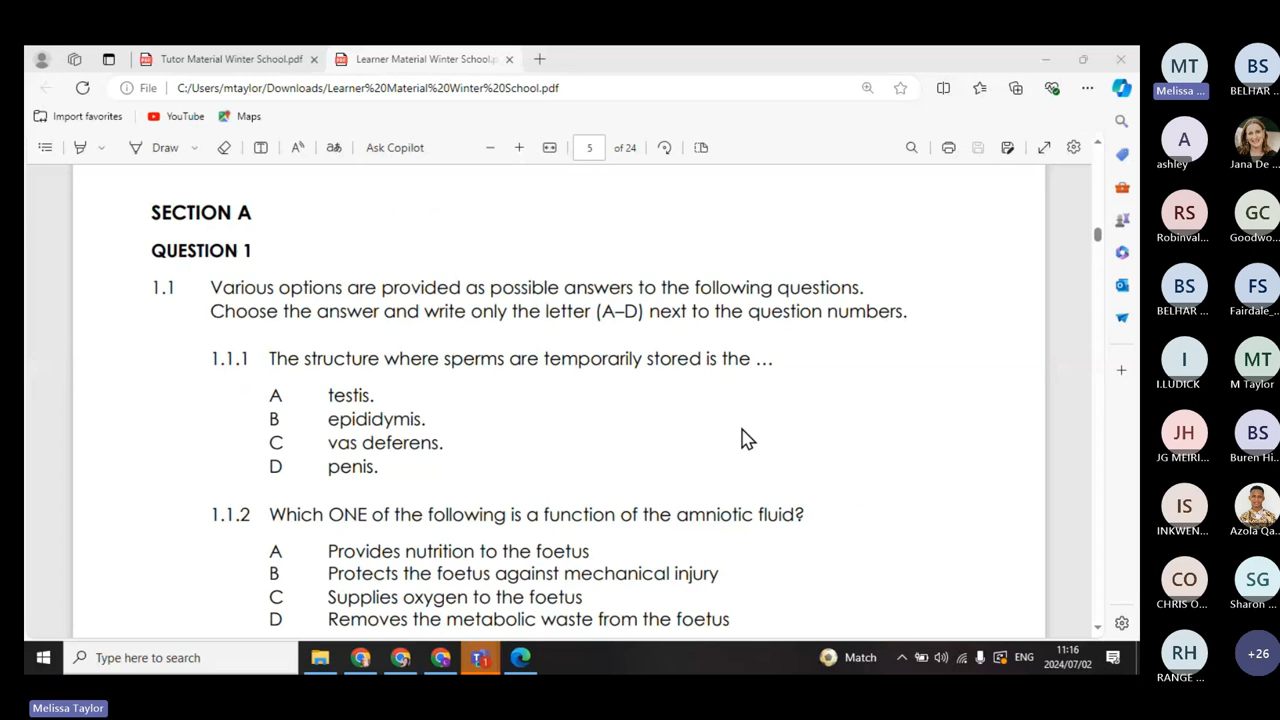 Tutor Material Winter School.pdf
Learner Material Winter School.p
File
C:/Users/mtaylor/Downloads/Learner%20Material%20Winter%20School.pdf
Import favorites
YouTube
Maps
Draw
Ask Copilot
5
of 24
SECTION A
QUESTION 1
1.1 Various options are provided as possible answers to the following questions.
Choose the answer and write only the letter (A–D) next to the question numbers.
1.1.1 The structure where sperms are temporarily stored is the …
A testis.
B epididymis.
C vas deferens.
D penis.
1.1.2 Which ONE of the following is a function of the amniotic fluid?
A Provides nutrition to the foetus
B Protects the foetus against mechanical injury
C Supplies oxygen to the foetus
D Removes the metabolic waste from the foetus
Type here to search
Match
ENG
11:16
2024/07/02
Melissa Taylor
MT
BS
Melissa ...
BELHAR ...
A
ashley
Jana De ...
RS
GC
Robinval...
Goodwo...
BS
FS
BELHAR ...
Fairdale_...
I
MT
I.LUDICK
M Taylor
JH
BS
JG MEIRI...
Buren Hi...
IS
INKWEN...
Azola Qa...
CO
SG
CHRIS O...
Sharon ...
RH
+26
RANGE ...